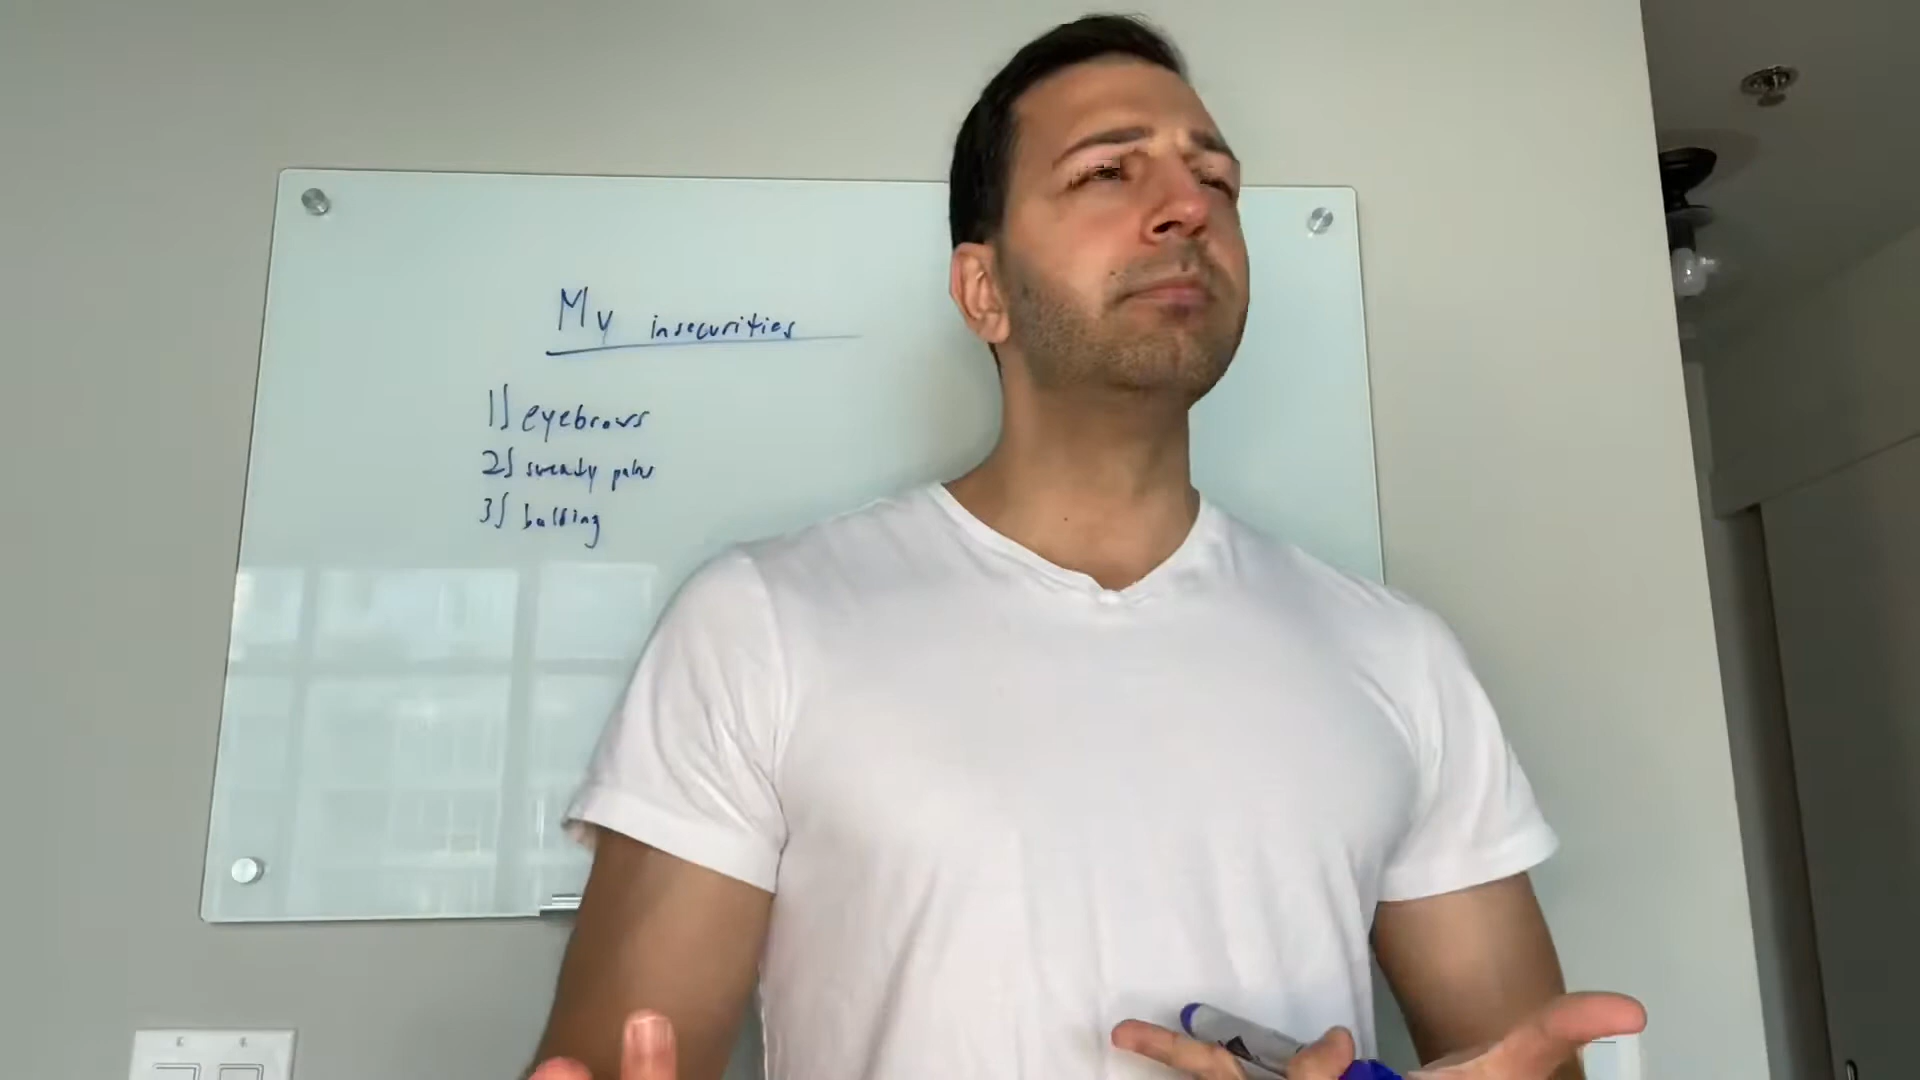 My insecurities
1) eyebrows
2) sweaty palms
3) balding